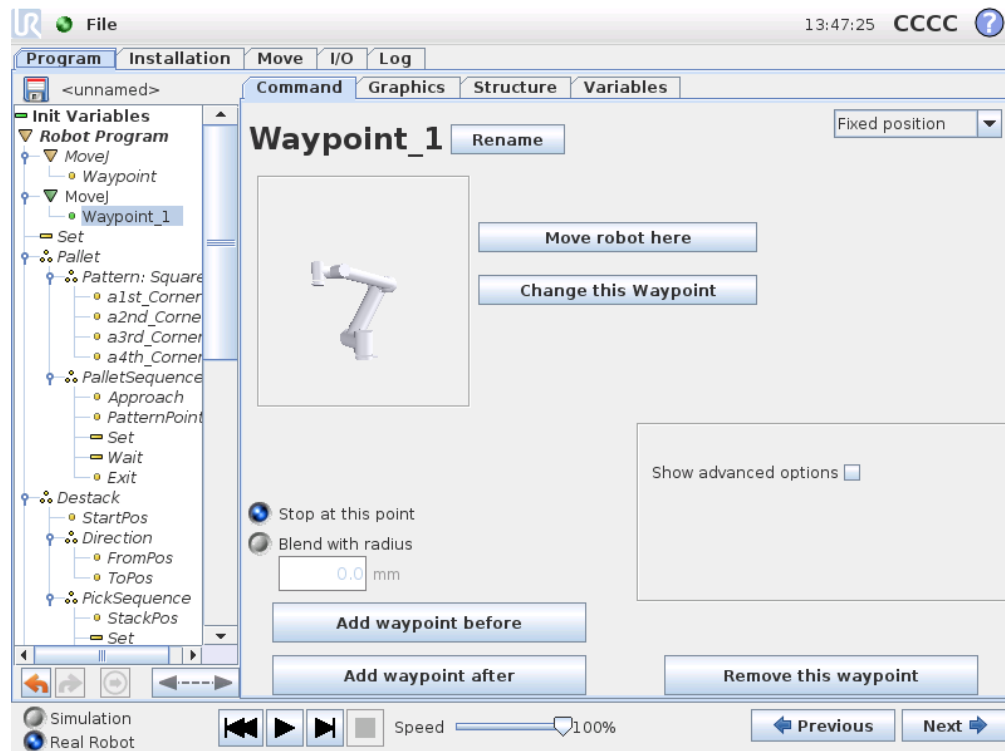 UR File 13:47:25 CCCC ?
Program Installation Move I/O Log
<unnamed> Command Graphics Structure Variables
Init Variables
Robot Program
MoveJ
Waypoint
MoveJ
Waypoint_1
Set
Pallet
Pattern: Square
a1st_Corner
a2nd_Corne
a3rd_Corner
a4th_Corner
PalletSequence
Approach
PatternPoint
Set
Wait
Exit
Destack
StartPos
Direction
FromPos
ToPos
PickSequence
StackPos
Set
Waypoint_1 Rename Fixed position
Move robot here
Change this Waypoint
Show advanced options
Stop at this point
Blend with radius
0.0 mm
Add waypoint before
Add waypoint after Remove this waypoint
Simulation
Real Robot
Speed 100% Previous Next